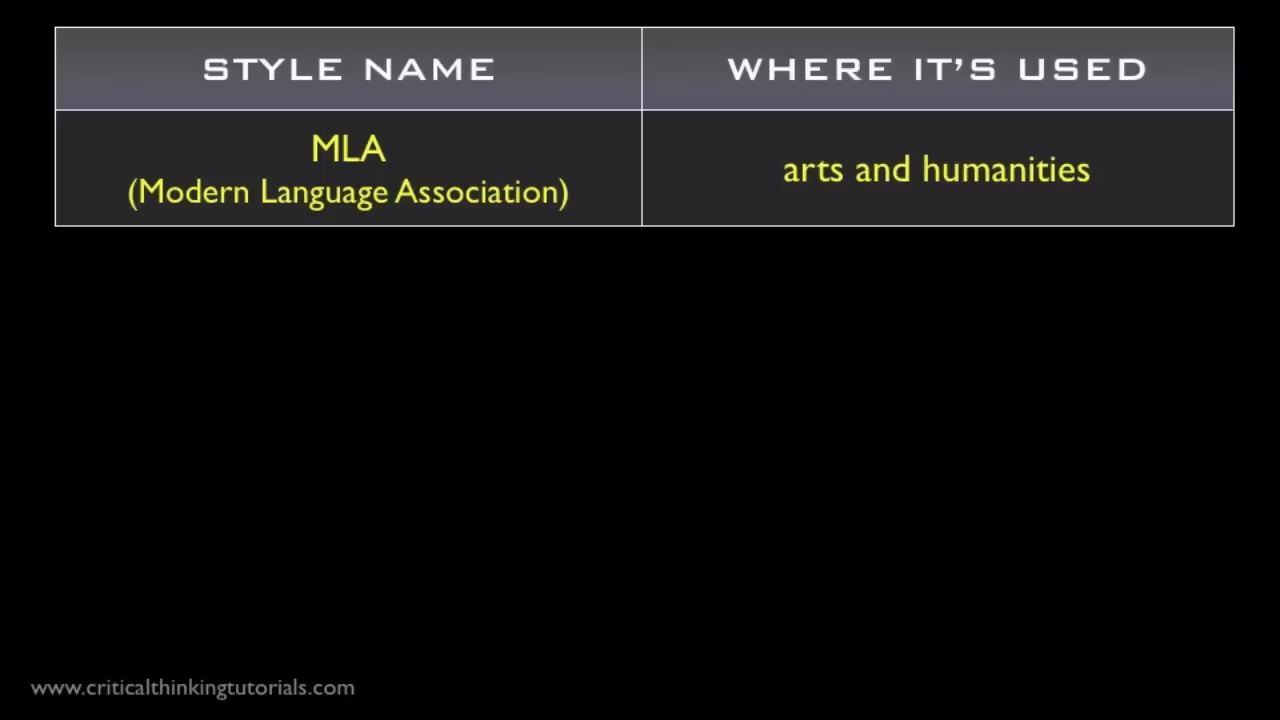 STYLE NAME
WHERE IT'S USED
MLA
(Modern Language Association)
arts and humanities
www.criticalthinkingtutorials.com